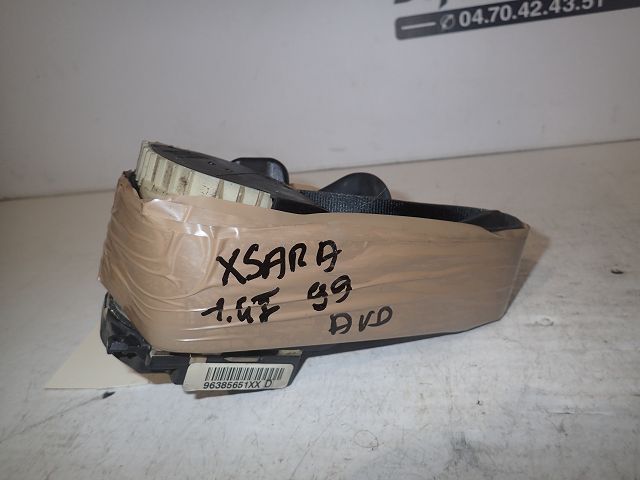 04.70.42.43.51
XSARA
1.4I 99
AVD
96385651XX D